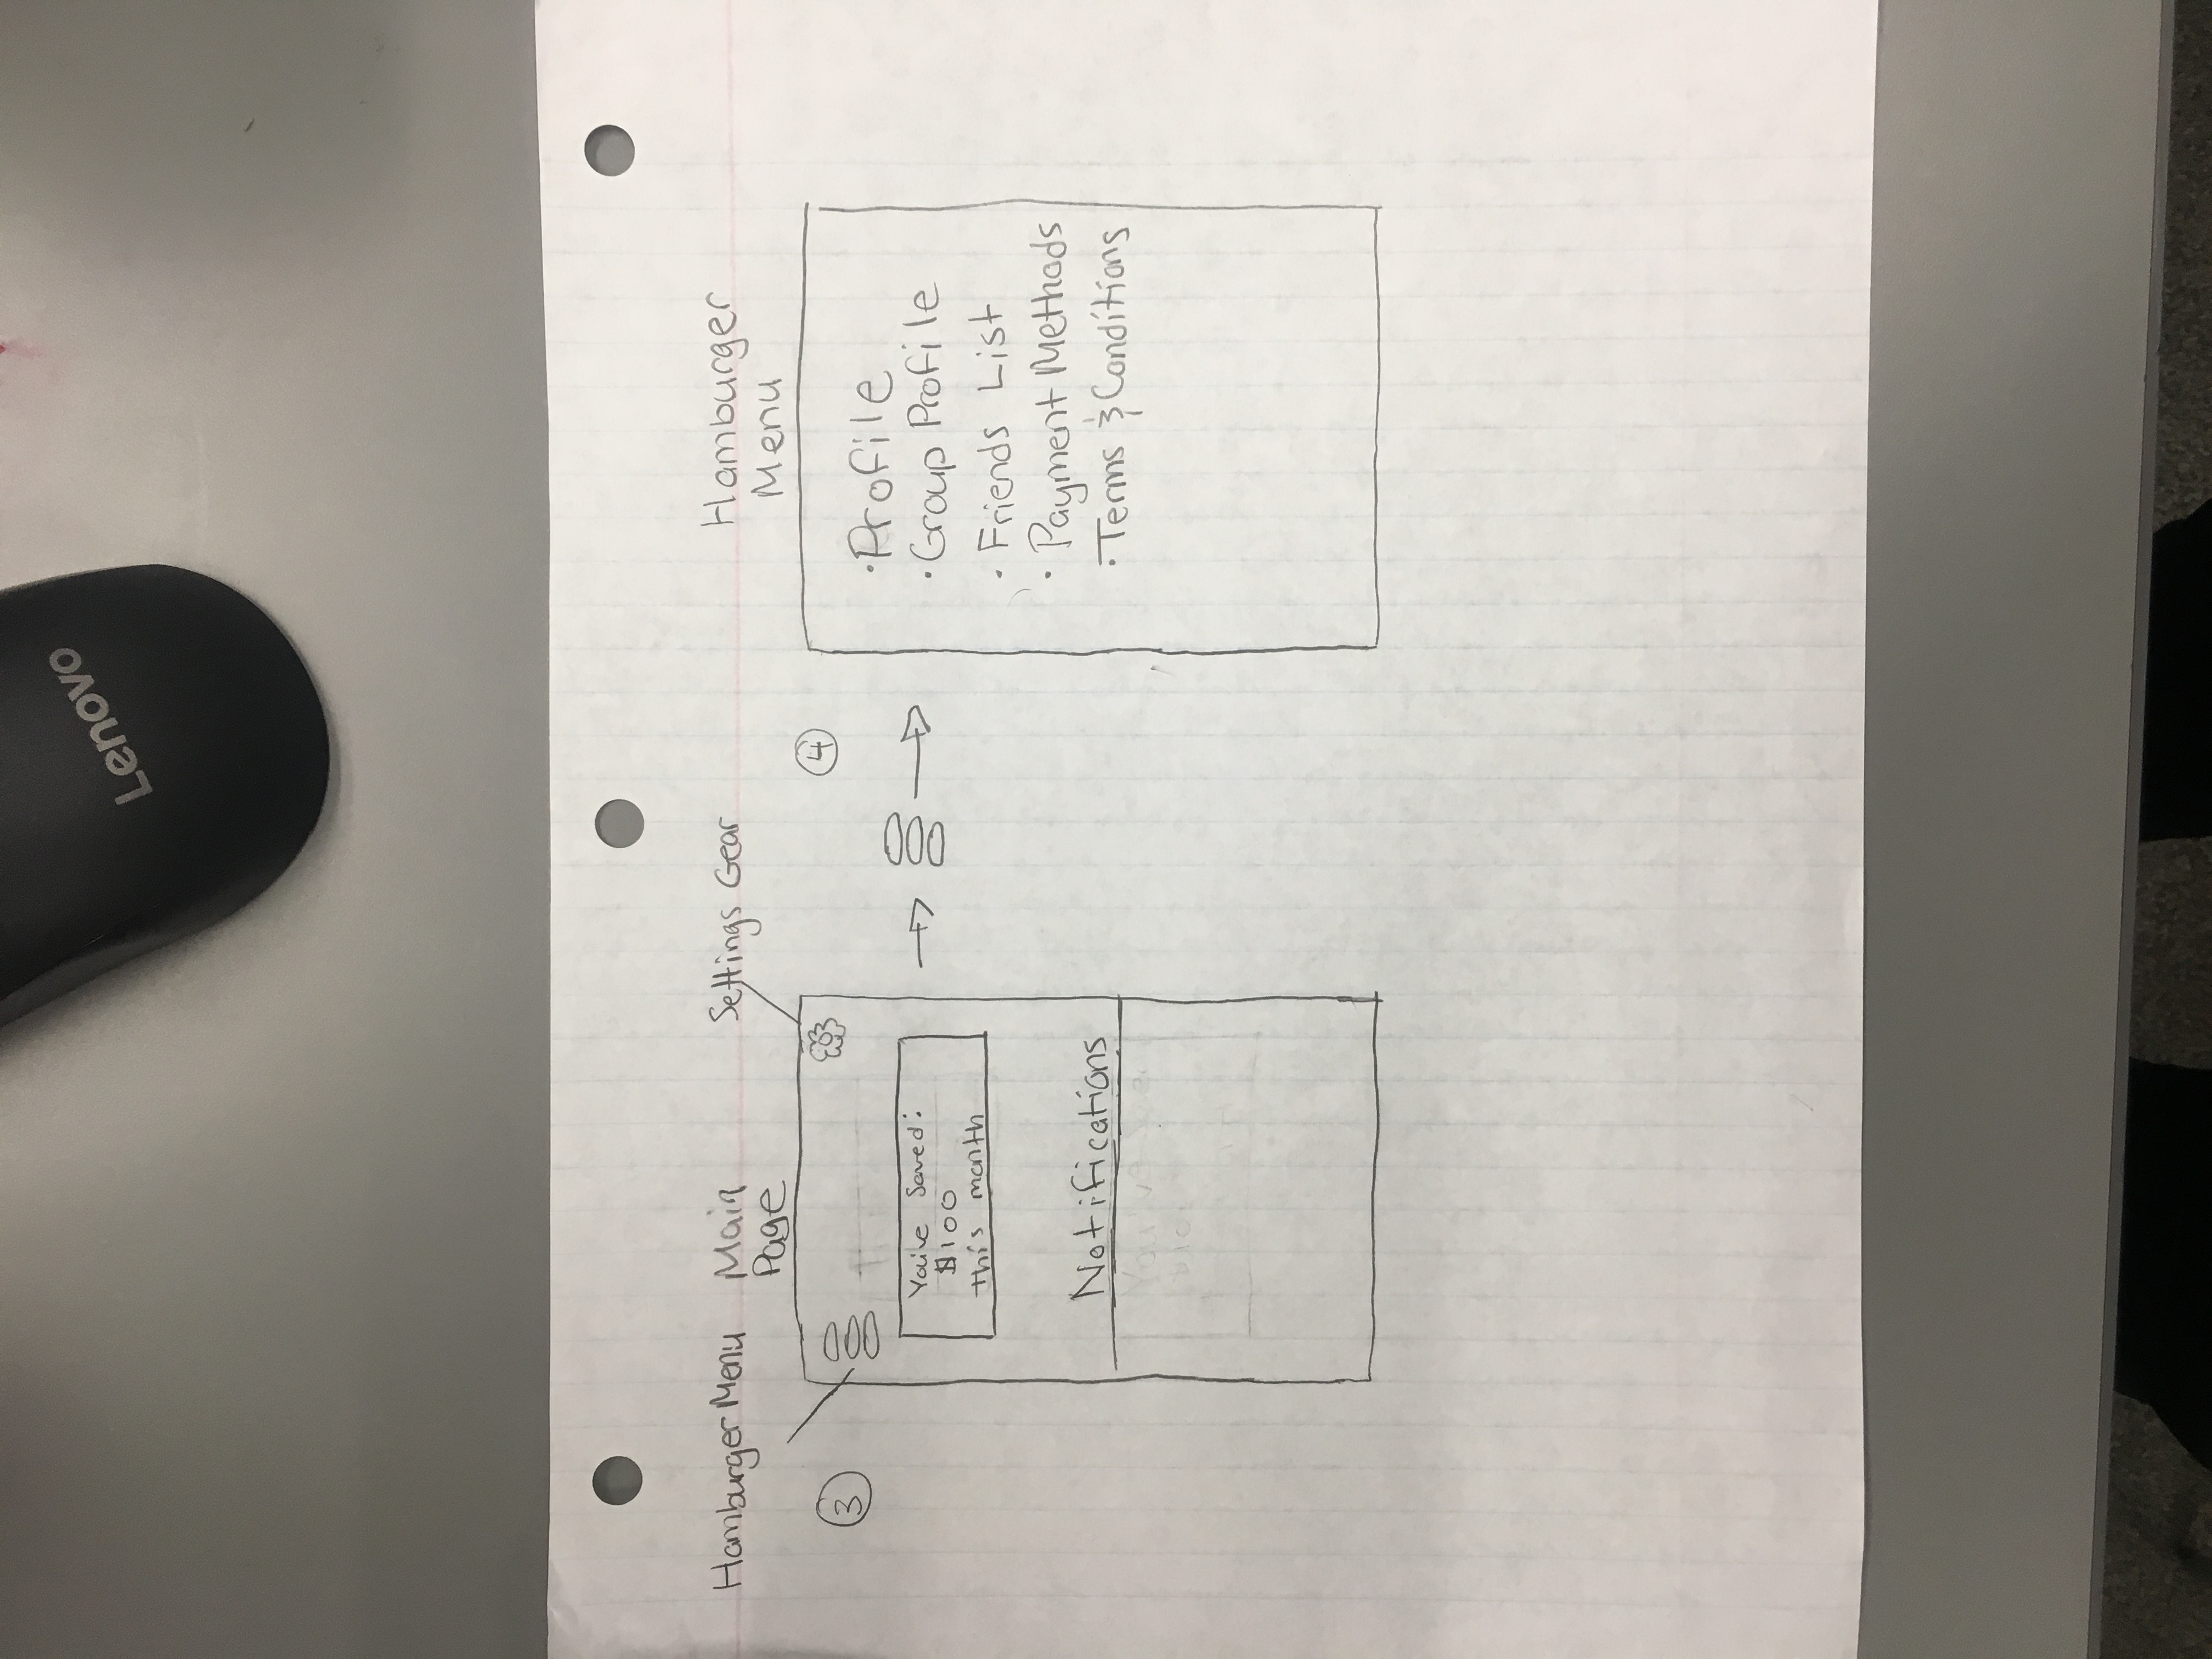 Lenovo
Hamburger Menu
Main
Page
Settings Gear
3
You've Saved:
$100
this month
Notifications
4
Hamburger
Menu
·Profile
·Group Profile
· Friends List
· Payment Methods
·Terms & Conditions